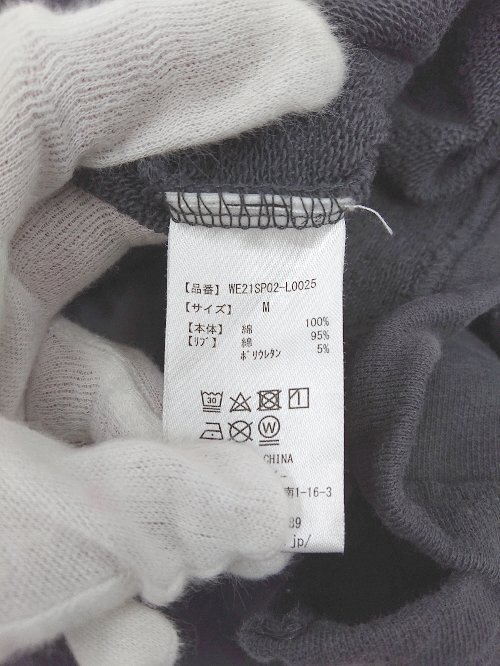 【品番】 WE21SP02-L0025
【サイズ】 M
【本体】 綿 100%
【リブ】 綿 95%
ポリウレタン 5%
30
W
CHINA
南1-16-3
89
.jp/